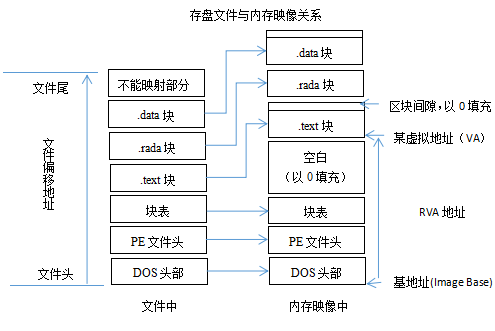 存盘文件与内存映像关系
.data 块
不能映射部分
.rada 块
文件尾
.data 块
区块间隙，以 0 填充
.text 块
某虚拟地址（VA）
.rada 块
空白
（以 0 填充）
文件偏移地址
.text 块
块表
块表
RVA 地址
PE 文件头
PE 文件头
文件头
DOS 头部
DOS 头部
基地址(Image Base)
文件中
内存映像中